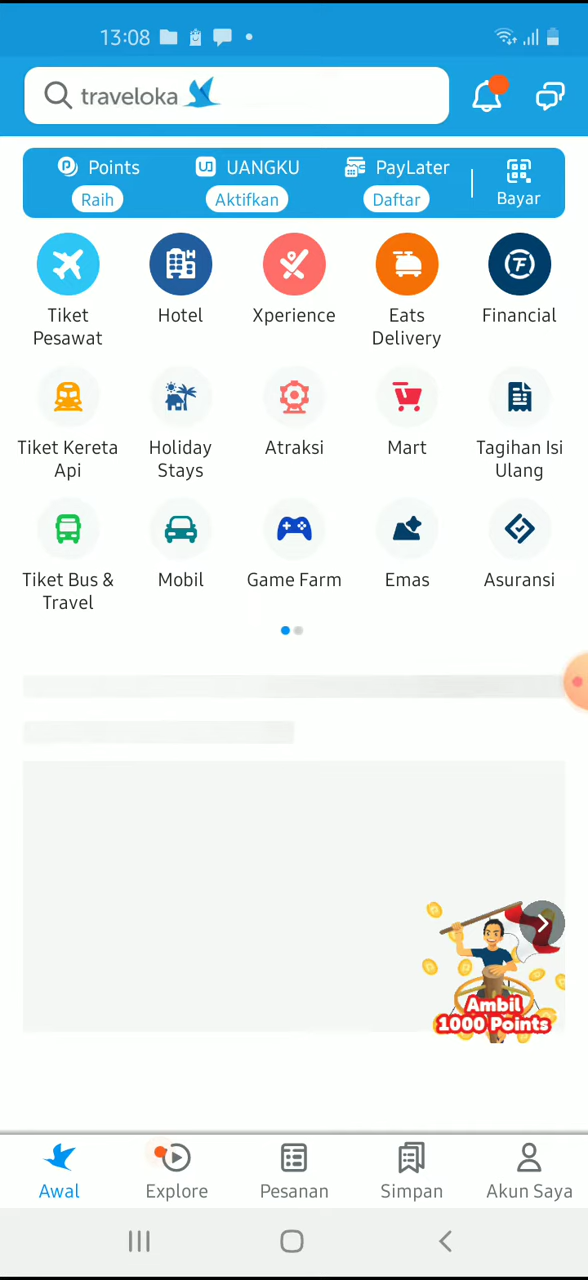 13:08
traveloka
Points
UANGKU
PayLater
Raih
Aktifkan
Daftar
Bayar
Tiket Pesawat
Hotel
Xperience
Eats Delivery
Financial
Tiket Kereta Api
Holiday Stays
Atraksi
Mart
Tagihan Isi Ulang
Tiket Bus & Travel
Mobil
Game Farm
Emas
Asuransi
Ambil
1000 Points
Awal
Explore
Pesanan
Simpan
Akun Saya